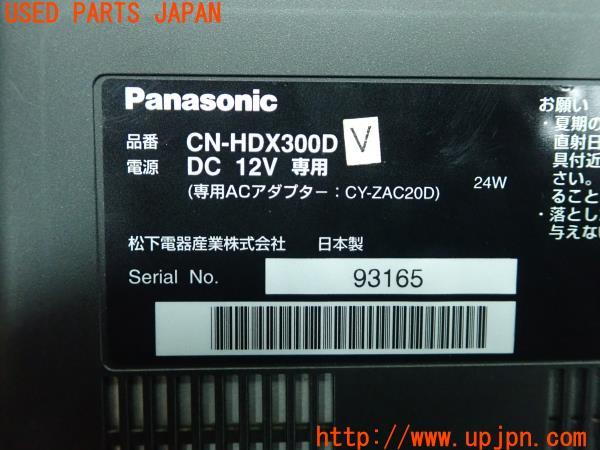 USED PARTS JAPAN
Panasonic
品番 CN-HDX300D V
電源 DC 12V 専用
(専用ACアダプター：CY-ZAC20D) 24W
松下電器産業株式会社 日本製
Serial No. 93165
お願い
・夏期の
直射日
具付近
さい。
ること
・落とし
与えな
http://www.upjpn.com